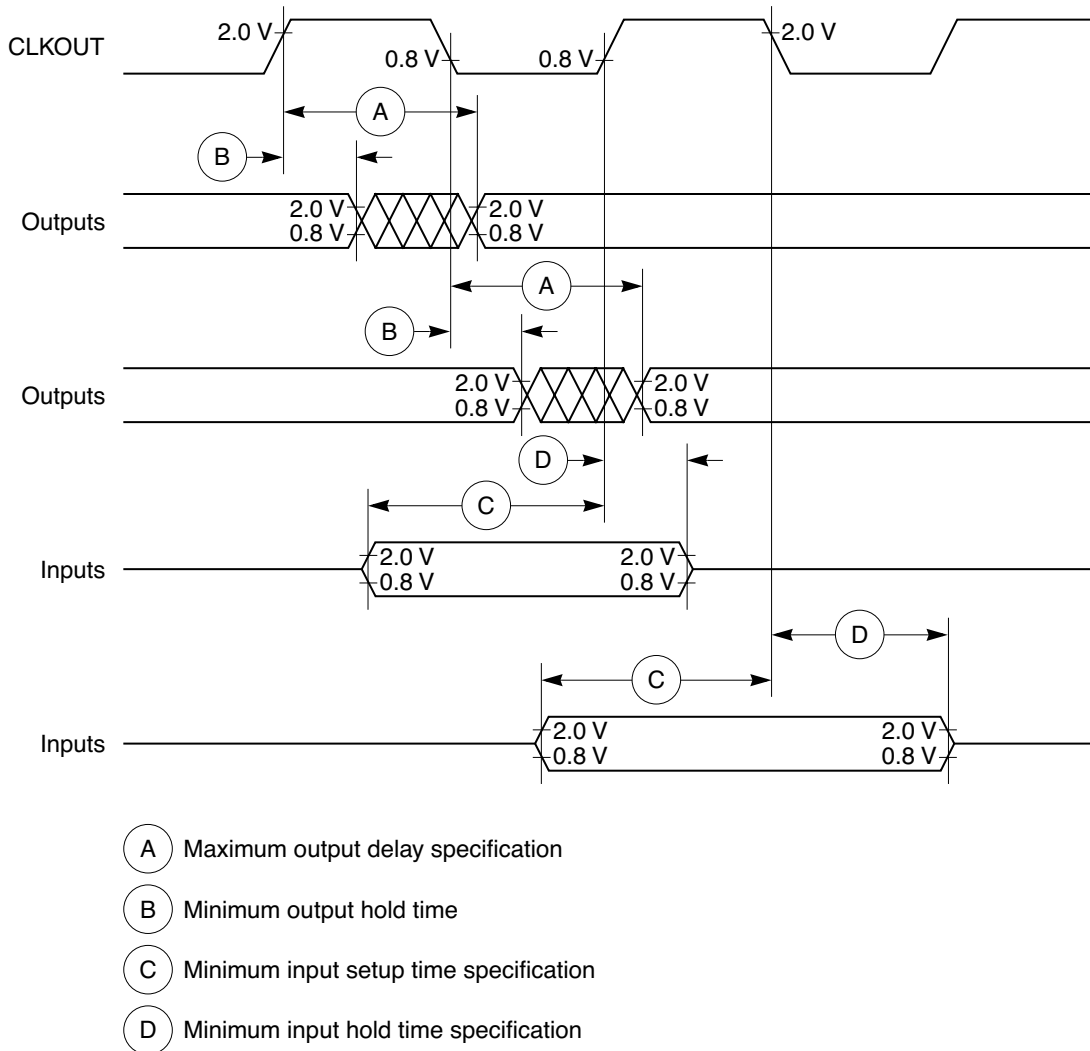 CLKOUT
2.0 V
0.8 V
0.8 V
2.0 V
A
B
Outputs
2.0 V
0.8 V
2.0 V
0.8 V
A
B
Outputs
2.0 V
0.8 V
2.0 V
0.8 V
D
C
Inputs
2.0 V
0.8 V
2.0 V
0.8 V
D
C
Inputs
2.0 V
0.8 V
2.0 V
0.8 V
A Maximum output delay specification
B Minimum output hold time
C Minimum input setup time specification
D Minimum input hold time specification